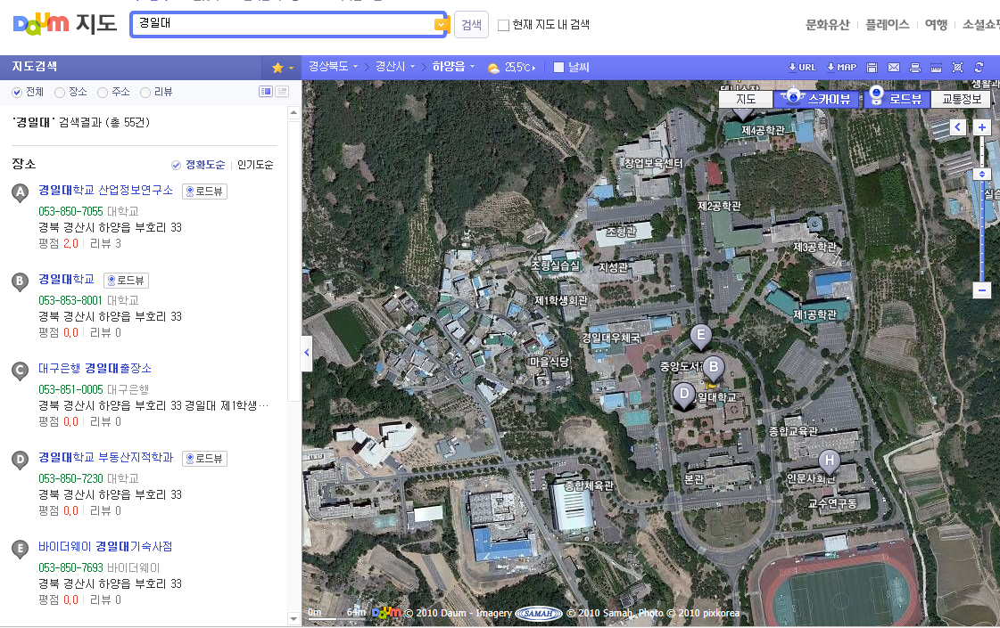 Daum 지도
경일대
검색
현재 지도 내 검색
문화유산
플레이스
여행
소셜쇼핑
지도검색
경상북도
경산시
하양읍
25,5℃
날씨
URL
MAP
전체
장소
주소
리뷰
'경일대' 검색결과 (총 55건)
장소
정확도순
인기도순
A
경일대학교 산업정보연구소
로드뷰
053-850-7055 대학교
경북 경산시 하양읍 부호리 33
평점 2,0
리뷰 3
B
경일대학교
로드뷰
053-853-8001 대학교
경북 경산시 하양읍 부호리 33
평점 0,0
리뷰 0
C
대구은행 경일대출장소
053-851-0005 대구은행
경북 경산시 하양읍 부호리 33 경일대 제1학생…
평점 0,0
리뷰 0
D
경일대학교 부동산지적학과
로드뷰
053-850-7230 대학교
경북 경산시 하양읍 부호리 33
평점 0,0
리뷰 0
E
바이더웨이 경일대기숙사점
053-850-7693 바이더웨이
경북 경산시 하양읍 부호리 33
평점 0,0
리뷰 0
테니스장
생활과
지도
스카이뷰
로드뷰
교통정보
제4공학관
창업보육센터
실습
제2공학관
조형관
제3공학관
조형실습실
지성관
제1학생회관
제1공학관
경일대우체국
E
마을식당
중앙도서
B
D
일대학교
종합교육관
H
본관
인문사회관
종합체육관
교수연구동
0m
64m
Daum © 2010 Daum - Imagery SAMAH © 2010 Samah, Photo © 2010 pixkorea